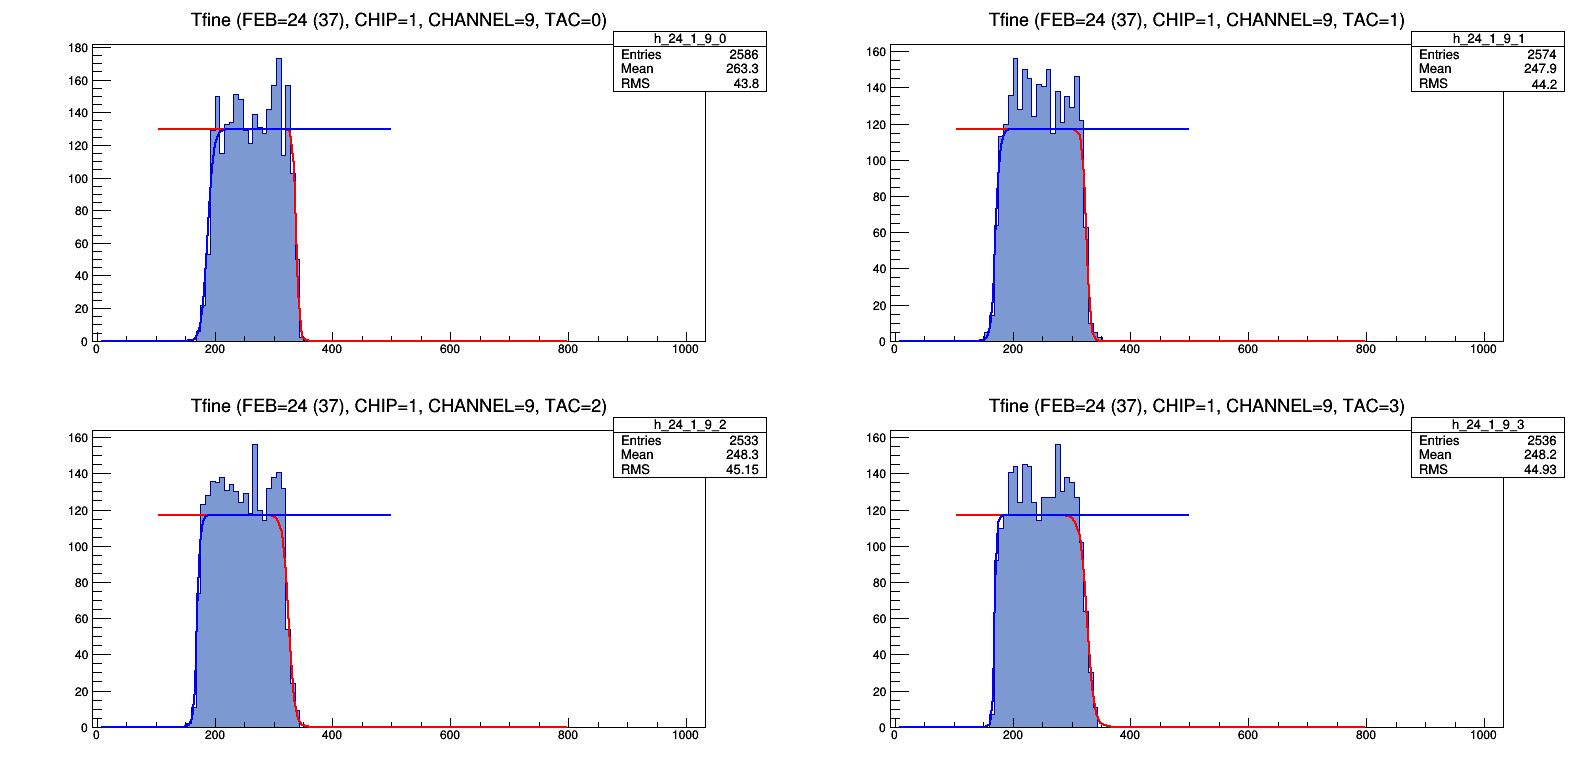 Tfine (FEB=24 (37), CHIP=1, CHANNEL=9, TAC=0)
h_24_1_9_0
Entries 2586
Mean 263.3
RMS 43.8
180
160
140
120
100
80
60
40
20
0
0 200 400 600 800 1000
Tfine (FEB=24 (37), CHIP=1, CHANNEL=9, TAC=1)
h_24_1_9_1
Entries 2574
Mean 247.9
RMS 44.2
160
140
120
100
80
60
40
20
0
0 200 400 600 800 1000
Tfine (FEB=24 (37), CHIP=1, CHANNEL=9, TAC=2)
h_24_1_9_2
Entries 2533
Mean 248.3
RMS 45.15
160
140
120
100
80
60
40
20
0
0 200 400 600 800 1000
Tfine (FEB=24 (37), CHIP=1, CHANNEL=9, TAC=3)
h_24_1_9_3
Entries 2536
Mean 248.2
RMS 44.93
160
140
120
100
80
60
40
20
0
0 200 400 600 800 1000